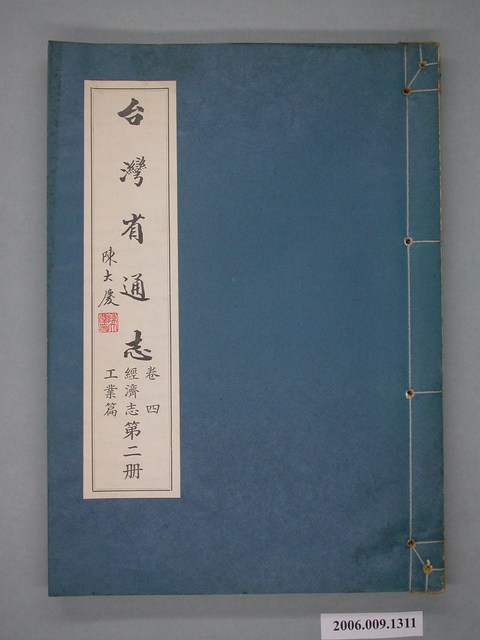 台灣省通志
卷四
經濟志
工業篇
第二册
陳大慶
2006.009.1311